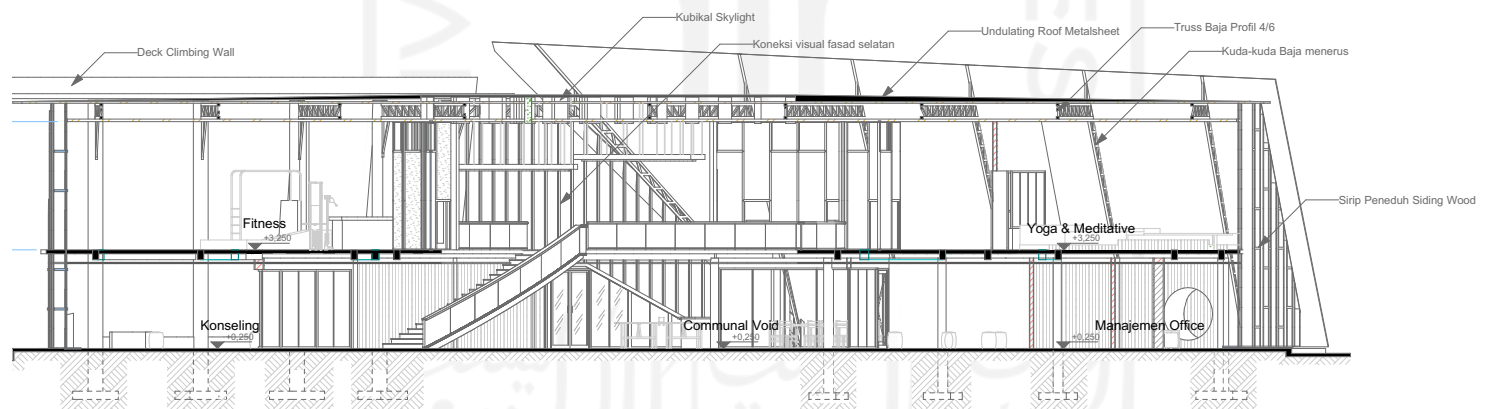 Kubikal Skylight
Koneksi visual fasad selatan
Undulating Roof Metalsheet
Truss Baja Profil 4/6
Kuda-kuda Baja menerus
Deck Climbing Wall
Sirip Peneduh Siding Wood
Fitness
+3,250
Yoga & Meditative
+3,250
Konseling
+0,250
Communal Void
+0,250
Manajemen Office
+0,250